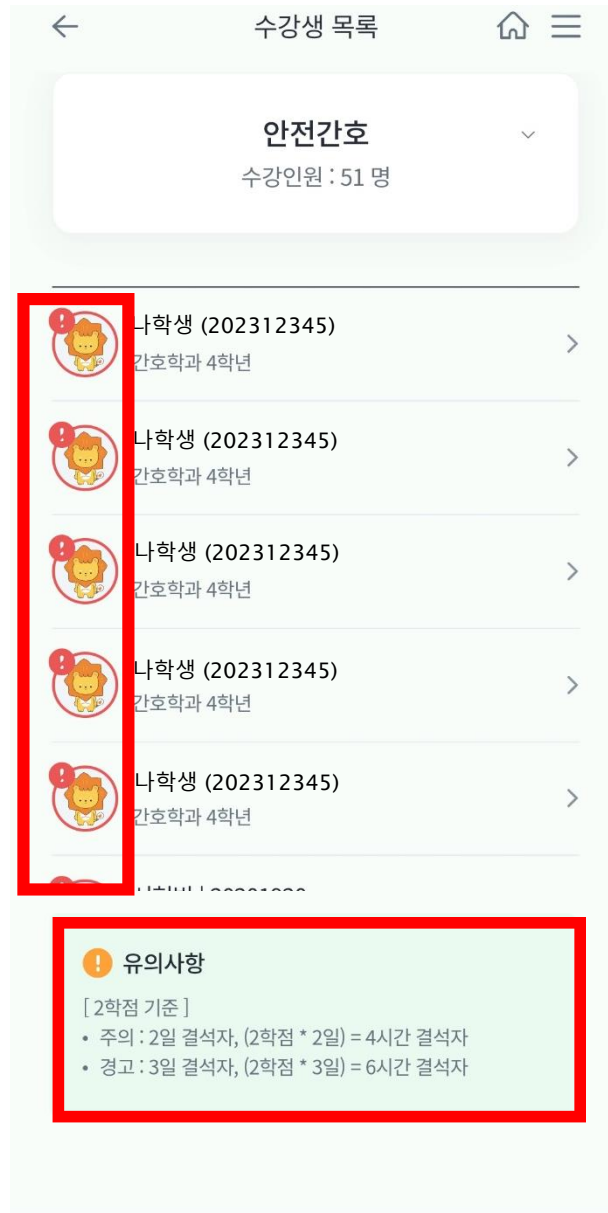 수강생 목록
안전간호
수강인원 : 51 명
나학생 (202312345)
간호학과 4학년
나학생 (202312345)
간호학과 4학년
나학생 (202312345)
간호학과 4학년
나학생 (202312345)
간호학과 4학년
나학생 (202312345)
간호학과 4학년
유의사항
[ 2학점 기준 ]
• 주의 : 2일 결석자, (2학점 * 2일) = 4시간 결석자
• 경고 : 3일 결석자, (2학점 * 3일) = 6시간 결석자